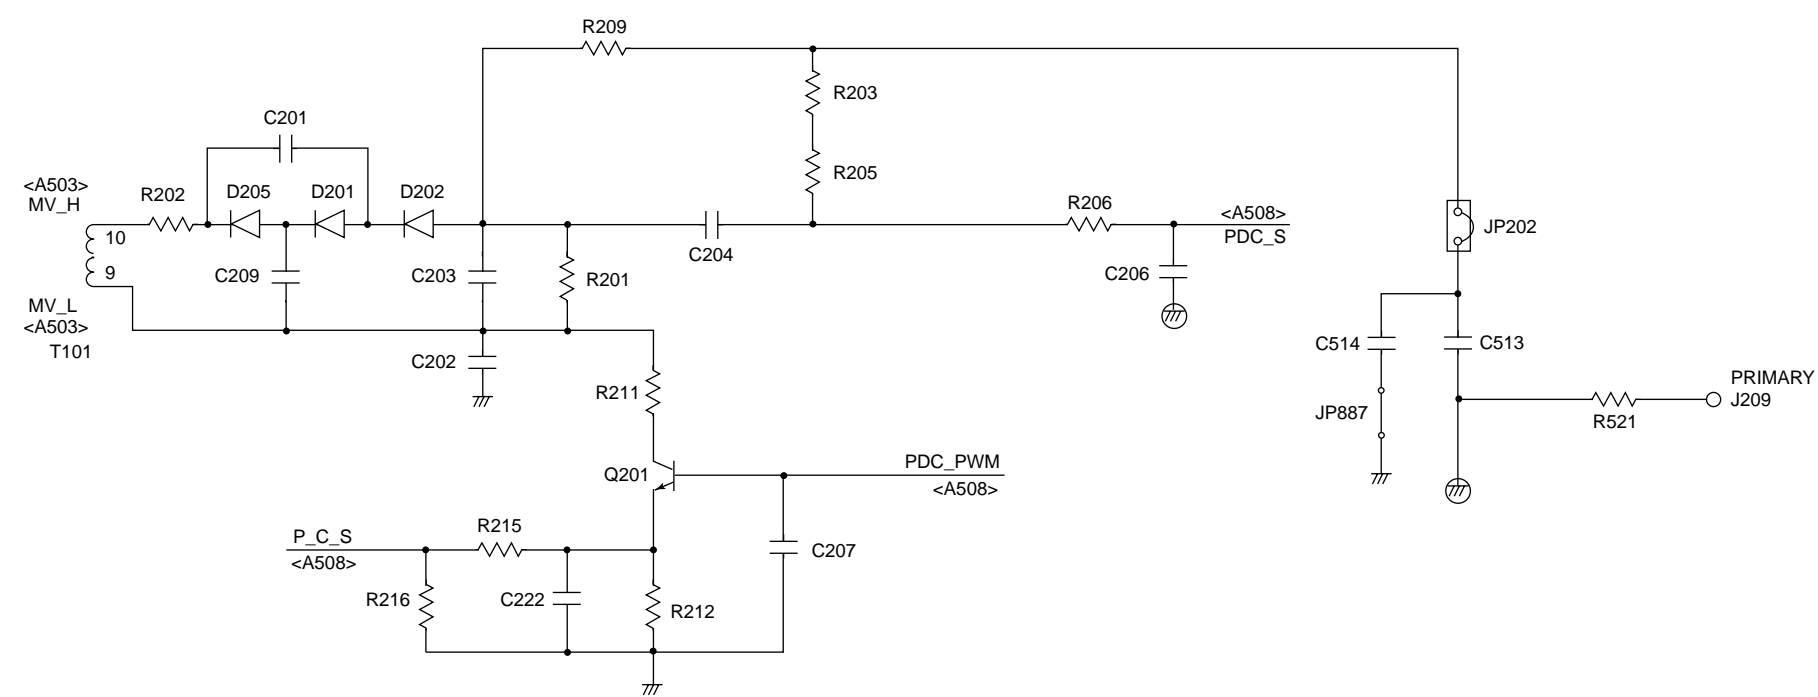 R209
R203
C201
R205
<A503>
MV_H
R202
D205
D201
D202
R206
<A508>
PDC_S
10
9
C209
C203
R201
C204
C206
JP202
MV_L
<A503>
T101
C202
C514
C513
R211
PRIMARY
J209
JP887
R521
Q201
PDC_PWM
<A508>
P_C_S
<A508>
R215
C207
R216
C222
R212